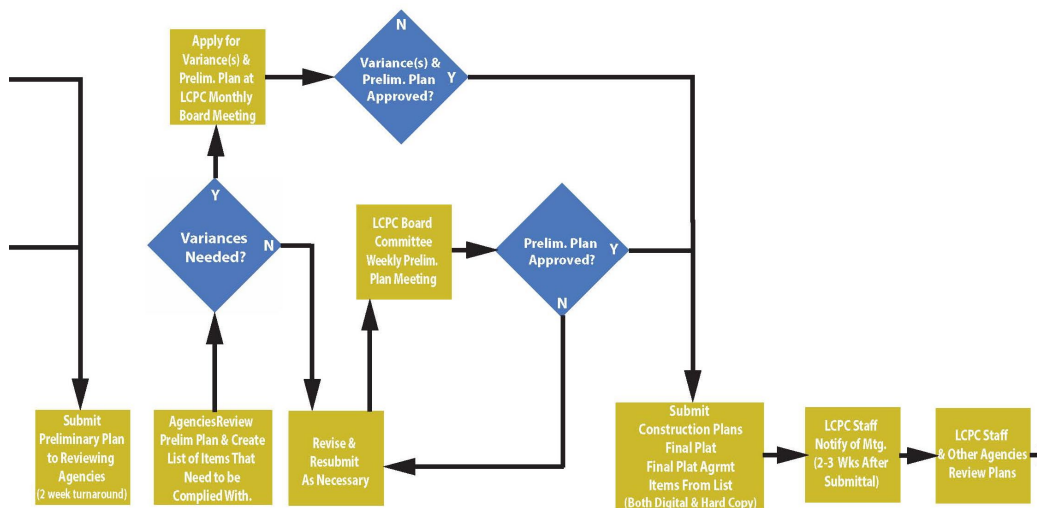 Apply for
Variance(s) &
Prelim. Plan at
LCPC Monthly
Board Meeting
N
Variance(s) &
Prelim. Plan
Approved?
Y
Y
Variances
Needed?
N
LCPC Board
Committee
Weekly Prelim.
Plan Meeting
Prelim. Plan
Approved?
Y
N
Submit
Preliminary Plan
to Reviewing
Agencies
(2 week turnaround)
AgenciesReview
Prelim Plan & Create
List of Items That
Need to be
Complied With.
Revise &
Resubmit
As Necessary
Submit
Construction Plans
Final Plat
Final Plat Agrmt
Items From List
(Both Digital & Hard Copy)
LCPC Staff
Notify of Mtg.
(2-3 Wks After
Submittal)
LCPC Staff
& Other Agencies
Review Plans